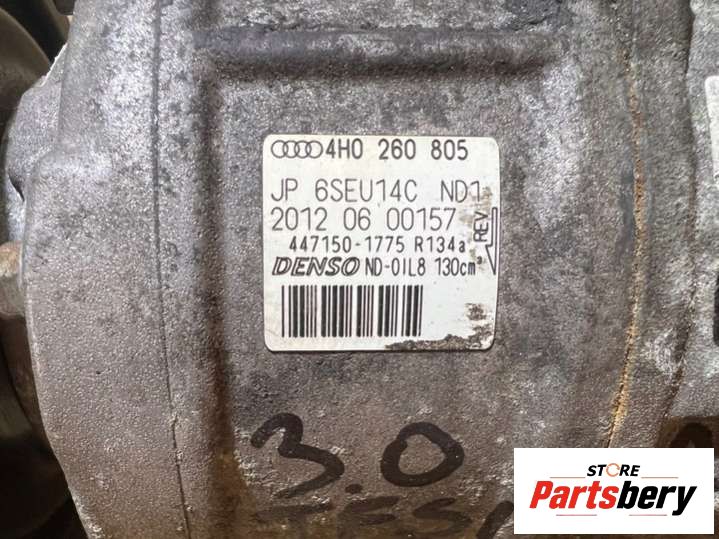 4H0 260 805
JP 6SEU14C ND1
2012 06 00157
REV
447150-1775 R134a
DENSO ND-OIL8 130cm³
3.0
STORE
Partsbery